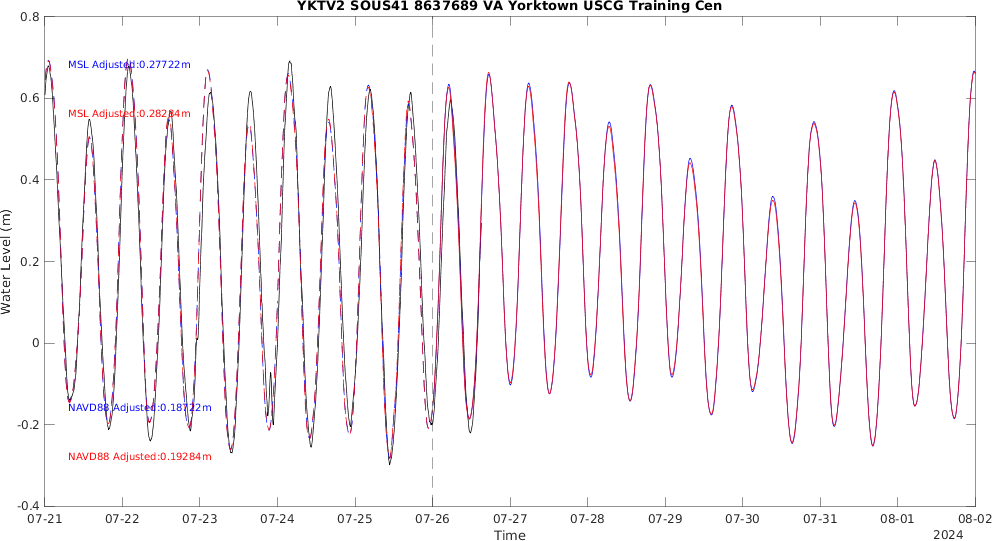 YKTV2 SOUS41 8637689 VA Yorktown USCG Training Cen
0.8
0.6
0.4
0.2
0
-0.2
-0.4
Water Level (m)
MSL Adjusted:0.27722m
MSL Adjusted:0.28284m
NAVD88 Adjusted:0.18722m
NAVD88 Adjusted:0.19284m
07-21 07-22 07-23 07-24 07-25 07-26 07-27 07-28 07-29 07-30 07-31 08-01 08-02
Time
2024